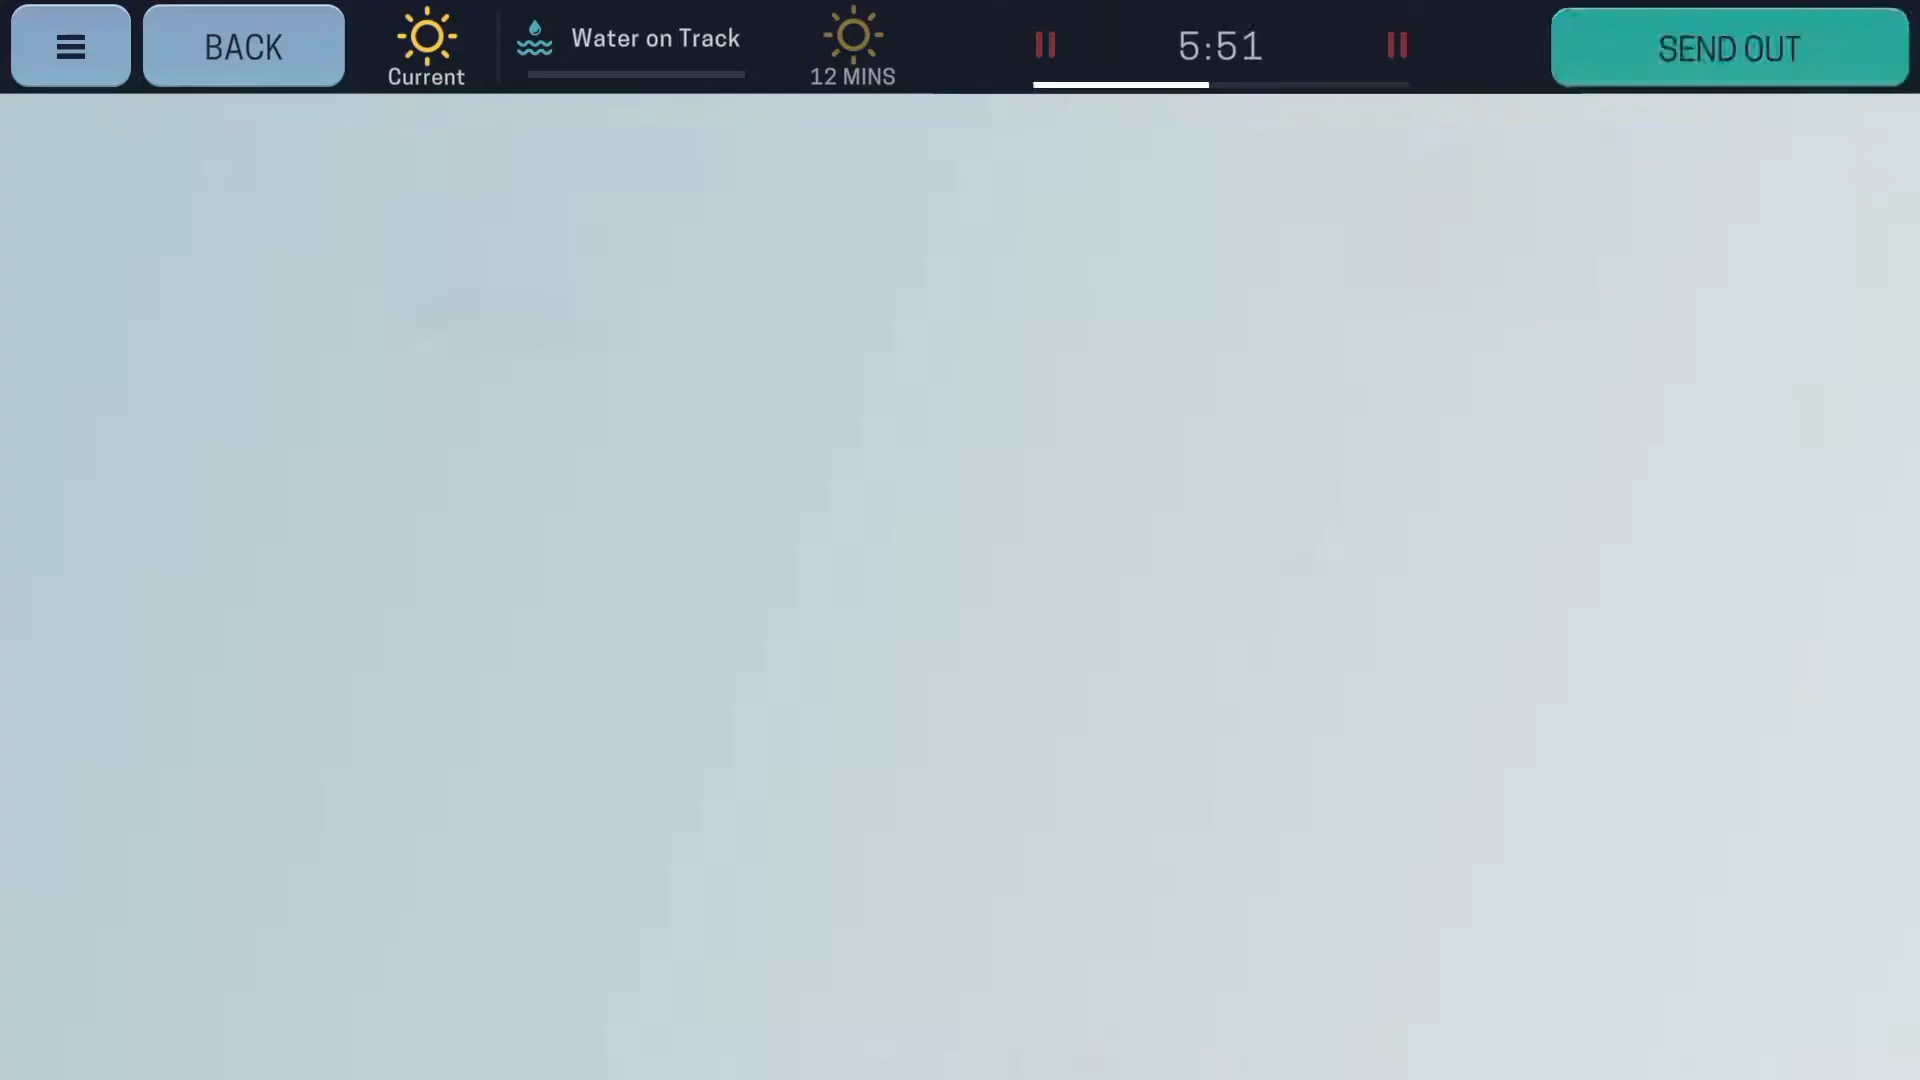 BACK
Current
Water on Track
12 MINS
5:51
SEND OUT